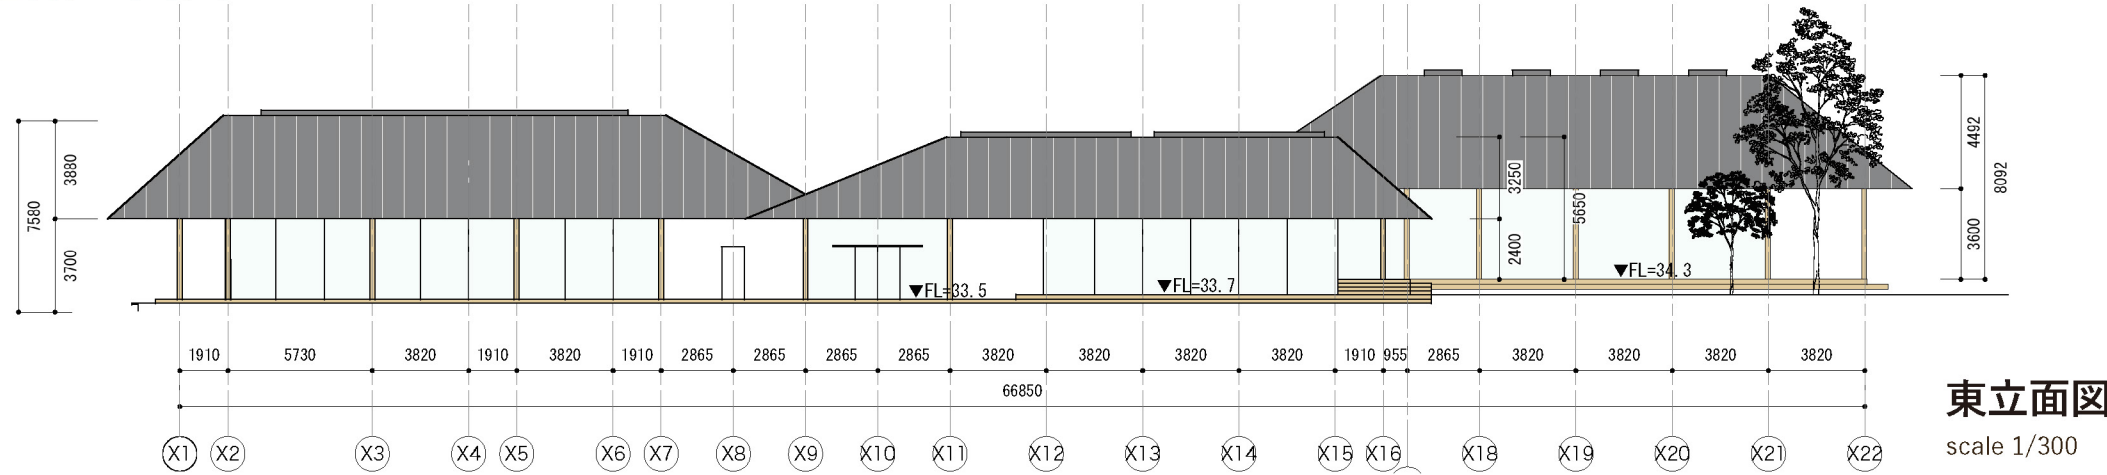 7580
3880
3700
3250
5650
2400
4492
8092
3600
▼FL=33.5
▼FL=33.7
▼FL=34.3
1910 5730 3820 1910 3820 1910 2865 2865 2865 2865 3820 3820 3820 3820 1910 955 2865 3820 3820 3820 3820
66850
X1 X2 X3 X4 X5 X6 X7 X8 X9 X10 X11 X12 X13 X14 X15 X16 X18 X19 X20 X21 X22
東立面図
scale 1/300